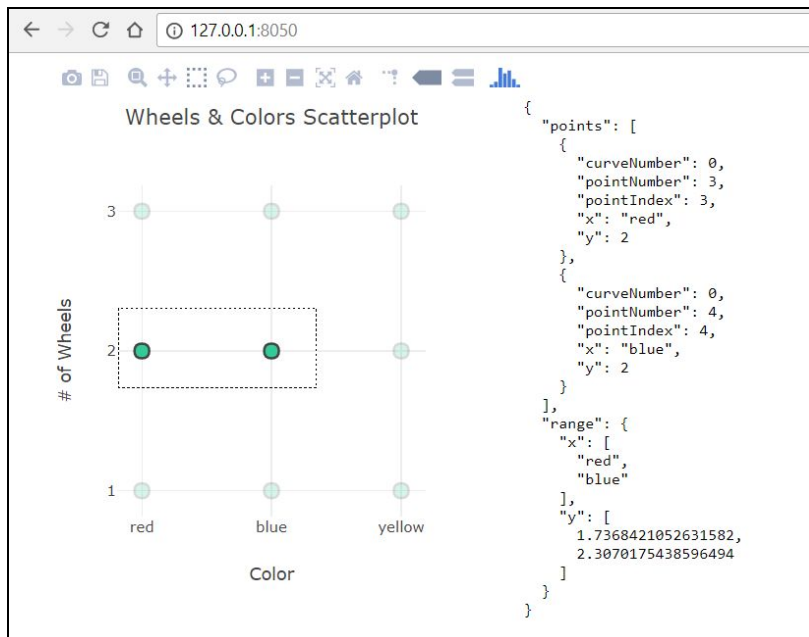 127.0.0.1:8050
Wheels & Colors Scatterplot
3
2
1
# of Wheels
red blue yellow
Color
{
  "points": [
    {
      "curveNumber": 0,
      "pointNumber": 3,
      "pointIndex": 3,
      "x": "red",
      "y": 2
    },
    {
      "curveNumber": 0,
      "pointNumber": 4,
      "pointIndex": 4,
      "x": "blue",
      "y": 2
    }
  ],
  "range": {
    "x": [
      "red",
      "blue"
    ],
    "y": [
      1.7368421052631582,
      2.3070175438596494
    ]
  }
}